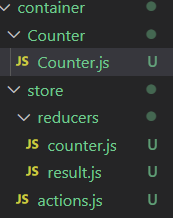 container
Counter
JS Counter.js U
store
reducers
JS counter.js U
JS result.js U
JS actions.js U